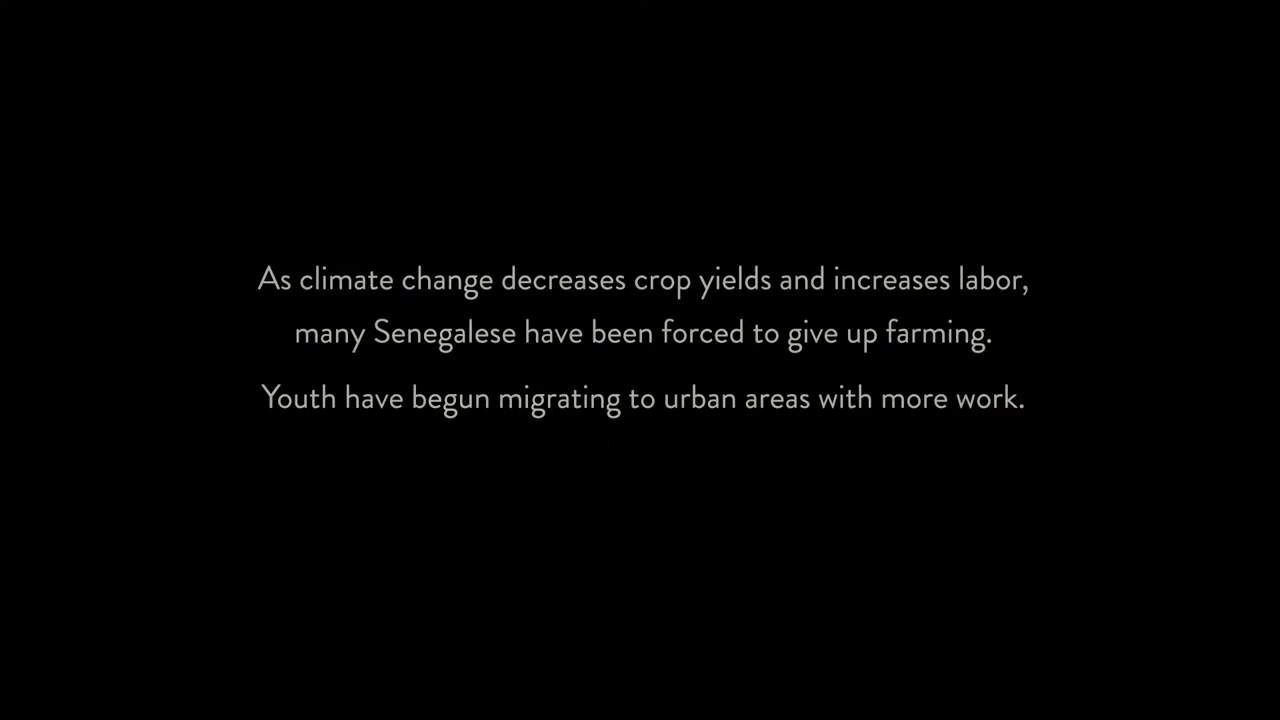 As climate change decreases crop yields and increases labor,
many Senegalese have been forced to give up farming.
Youth have begun migrating to urban areas with more work.